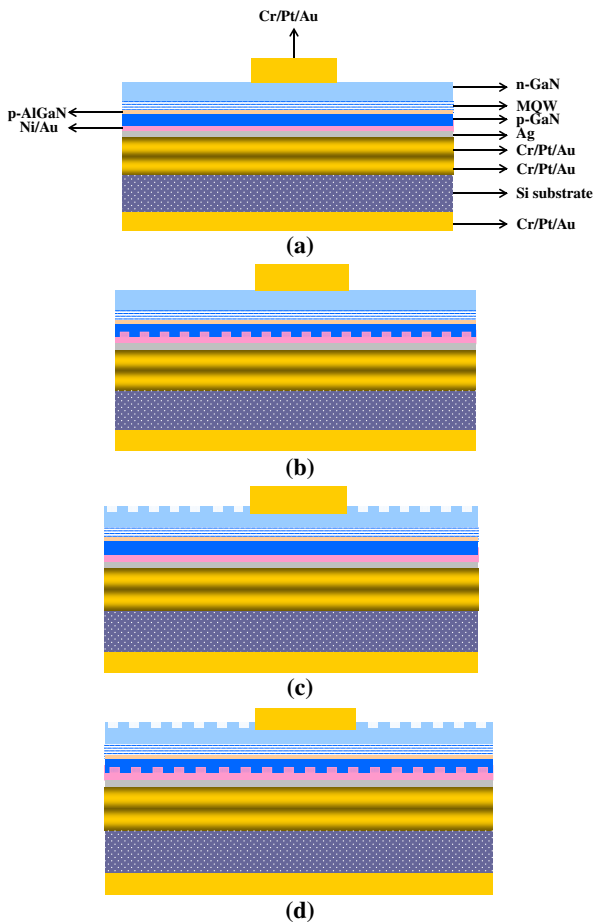 Cr/Pt/Au
n-GaN
p-AlGaN
MQW
p-GaN
Ni/Au
Ag
Cr/Pt/Au
Cr/Pt/Au
Si substrate
Cr/Pt/Au
(a)
(b)
(c)
(d)